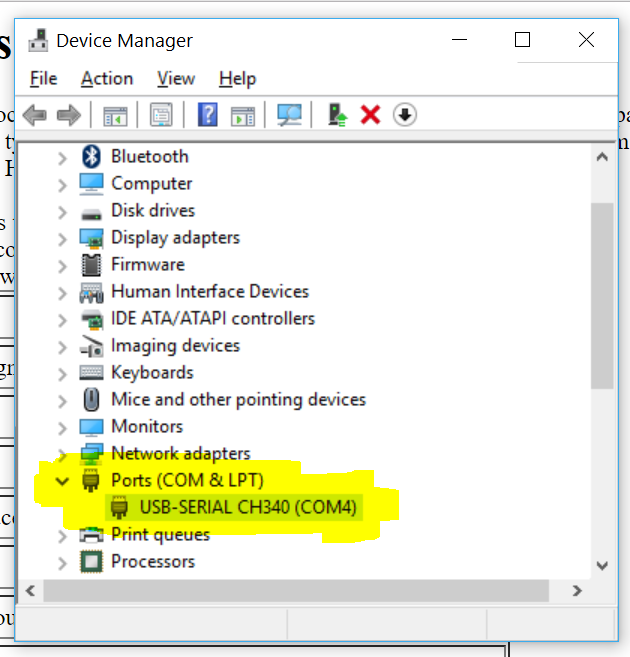 Device Manager
File Action View Help
Bluetooth
Computer
Disk drives
Display adapters
Firmware
Human Interface Devices
IDE ATA/ATAPI controllers
Imaging devices
Keyboards
Mice and other pointing devices
Monitors
Network adapters
Ports (COM & LPT)
USB-SERIAL CH340 (COM4)
Print queues
Processors